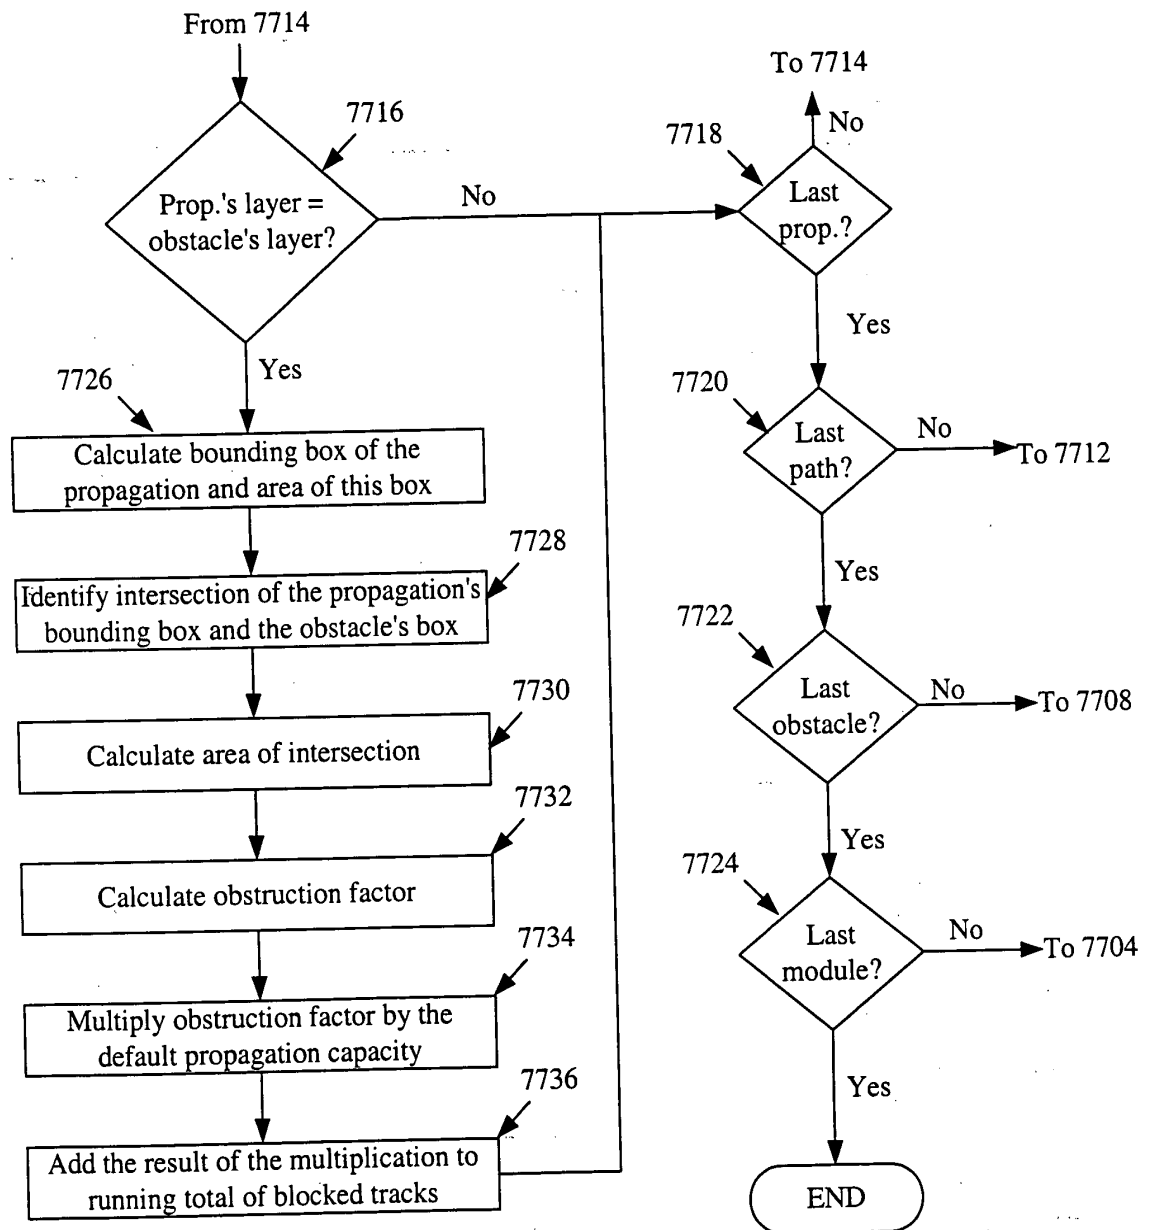 From 7714
7716
Prop.'s layer =
obstacle's layer?
No
Yes
7726
Calculate bounding box of the
propagation and area of this box
7728
Identify intersection of the propagation's
bounding box and the obstacle's box
7730
Calculate area of intersection
7732
Calculate obstruction factor
7734
Multiply obstruction factor by the
default propagation capacity
7736
Add the result of the multiplication to
running total of blocked tracks
To 7714
No
7718
Last
prop.?
Yes
7720
Last
path?
No
To 7712
Yes
7722
Last
obstacle?
No
To 7708
Yes
7724
Last
module?
No
To 7704
Yes
END